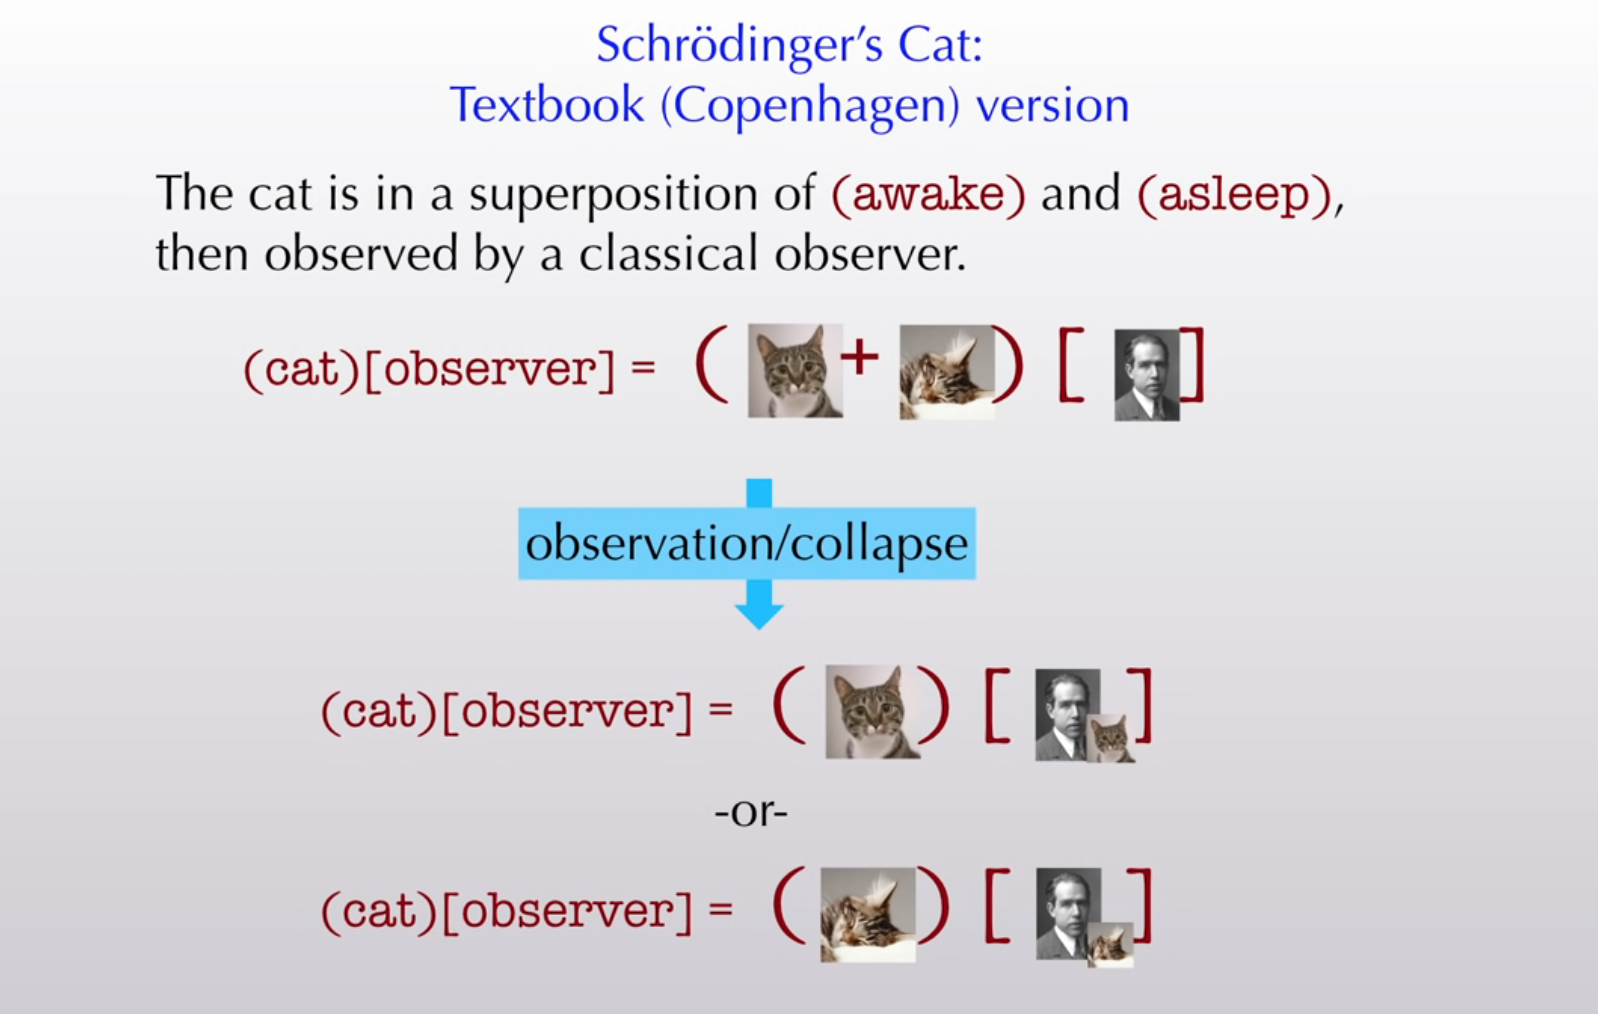 Schrödinger's Cat:
Textbook (Copenhagen) version
The cat is in a superposition of (awake) and (asleep),
then observed by a classical observer.
(cat)[observer] = ( + ) [ ]
observation/collapse
(cat)[observer] = ( ) [ ]
-or-
(cat)[observer] = ( ) [ ]